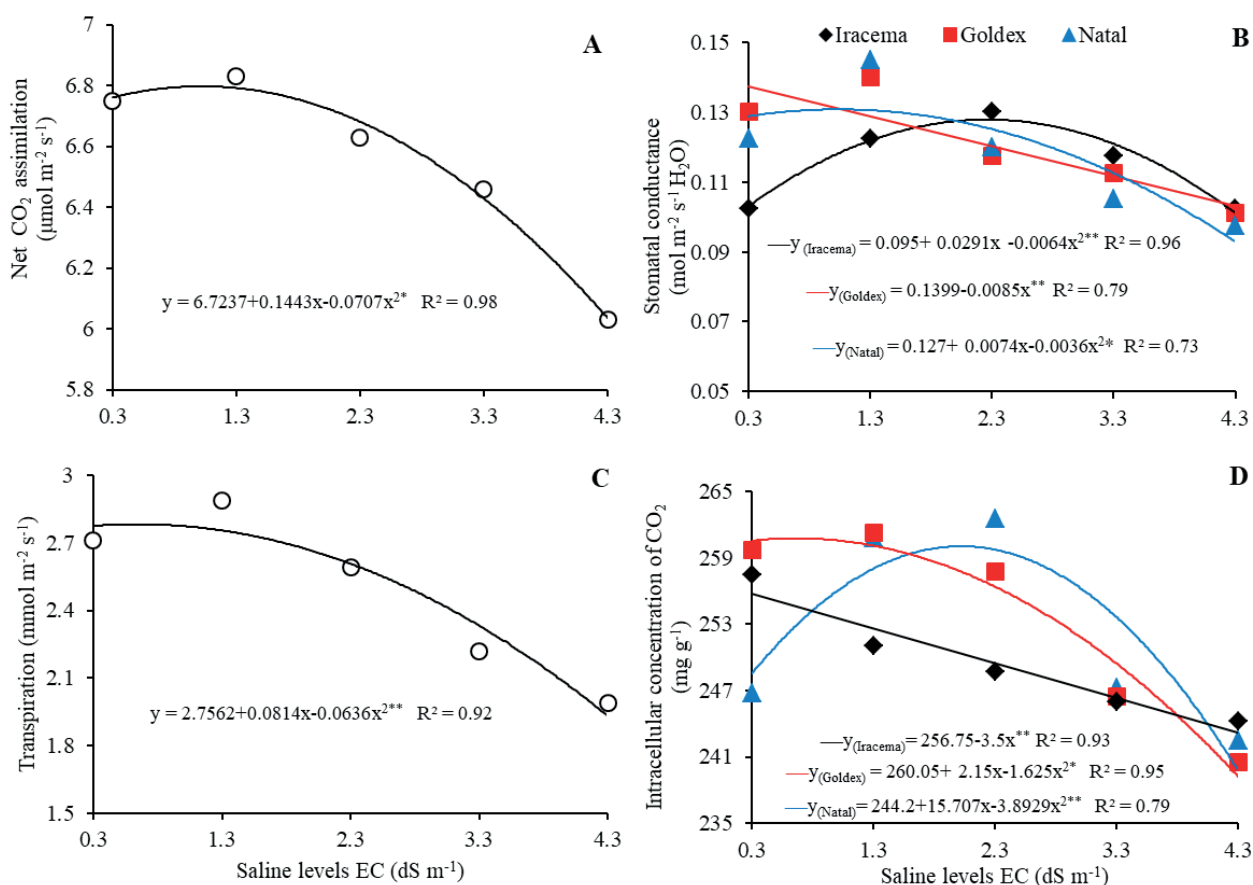 A
Net CO₂ assimilation
(µmol m⁻² s⁻¹)
7
6.8
6.6
6.4
6.2
6
5.8
y = 6.7237+0.1443x-0.0707x²* R² = 0.98
0.3 1.3 2.3 3.3 4.3
B
Iracema Goldex Natal
Stomatal conductance
(mol m⁻² s⁻¹ H₂O)
0.15
0.13
0.11
0.09
0.07
0.05
y (Iracema) = 0.095+ 0.0291x -0.0064x²** R² = 0.96
y(Goldex) = 0.1399-0.0085x** R² = 0.79
y(Natal) = 0.127+ 0.0074x-0.0036x²* R² = 0.73
0.3 1.3 2.3 3.3 4.3
C
Transpiration (mmol m⁻² s⁻¹)
3
2.7
2.4
2.1
1.8
1.5
y = 2.7562+0.0814x-0.0636x²** R² = 0.92
0.3 1.3 2.3 3.3 4.3
Saline levels EC (dS m⁻¹)
D
Intracellular concentration of CO₂
(mg g⁻¹)
265
259
253
247
241
235
y(Iracema) = 256.75-3.5x** R² = 0.93
y(Goldex) = 260.05+ 2.15x-1.625x²* R² = 0.95
y(Natal) = 244.2+15.707x-3.8929x²** R² = 0.79
0.3 1.3 2.3 3.3 4.3
Saline levels EC (dS m⁻¹)